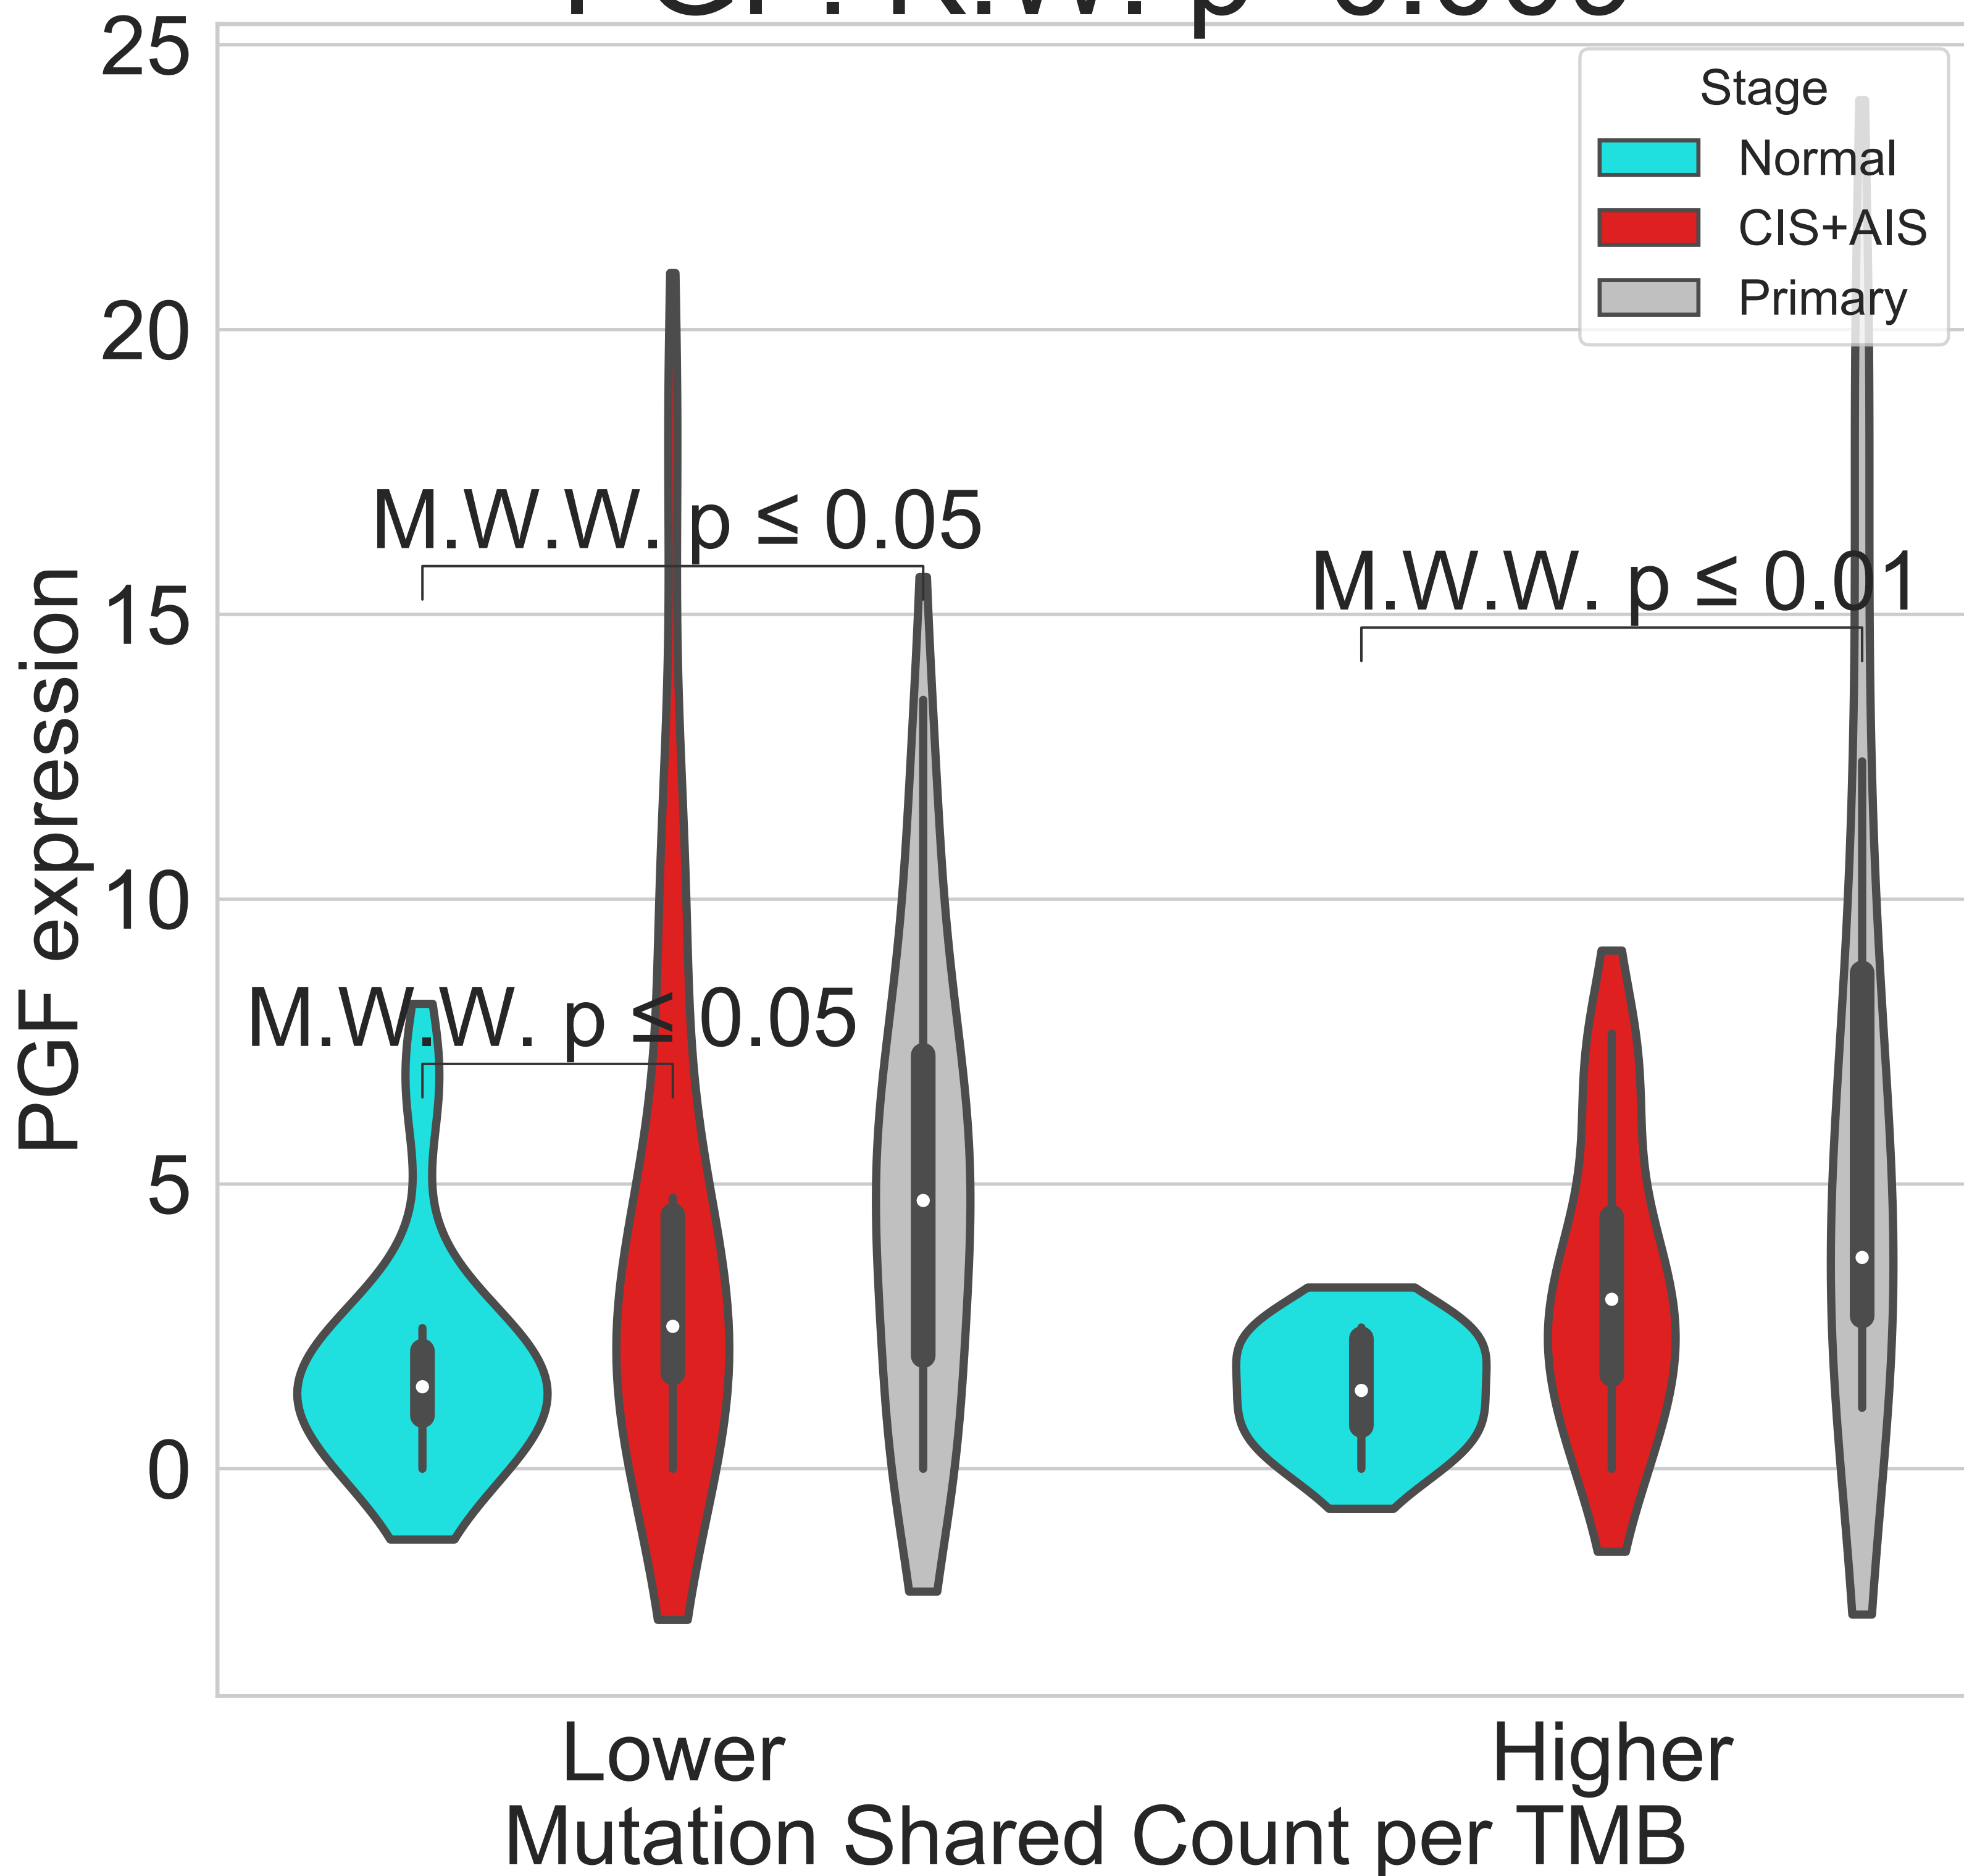 25
Stage
Normal
CIS+AIS
Primary
20
M.W.W. p ≤ 0.05
M.W.W. p ≤ 0.01
15
PGF expression
10
M.W.W. p ≤ 0.05
5
0
Lower
Higher
Mutation Shared Count per TMB